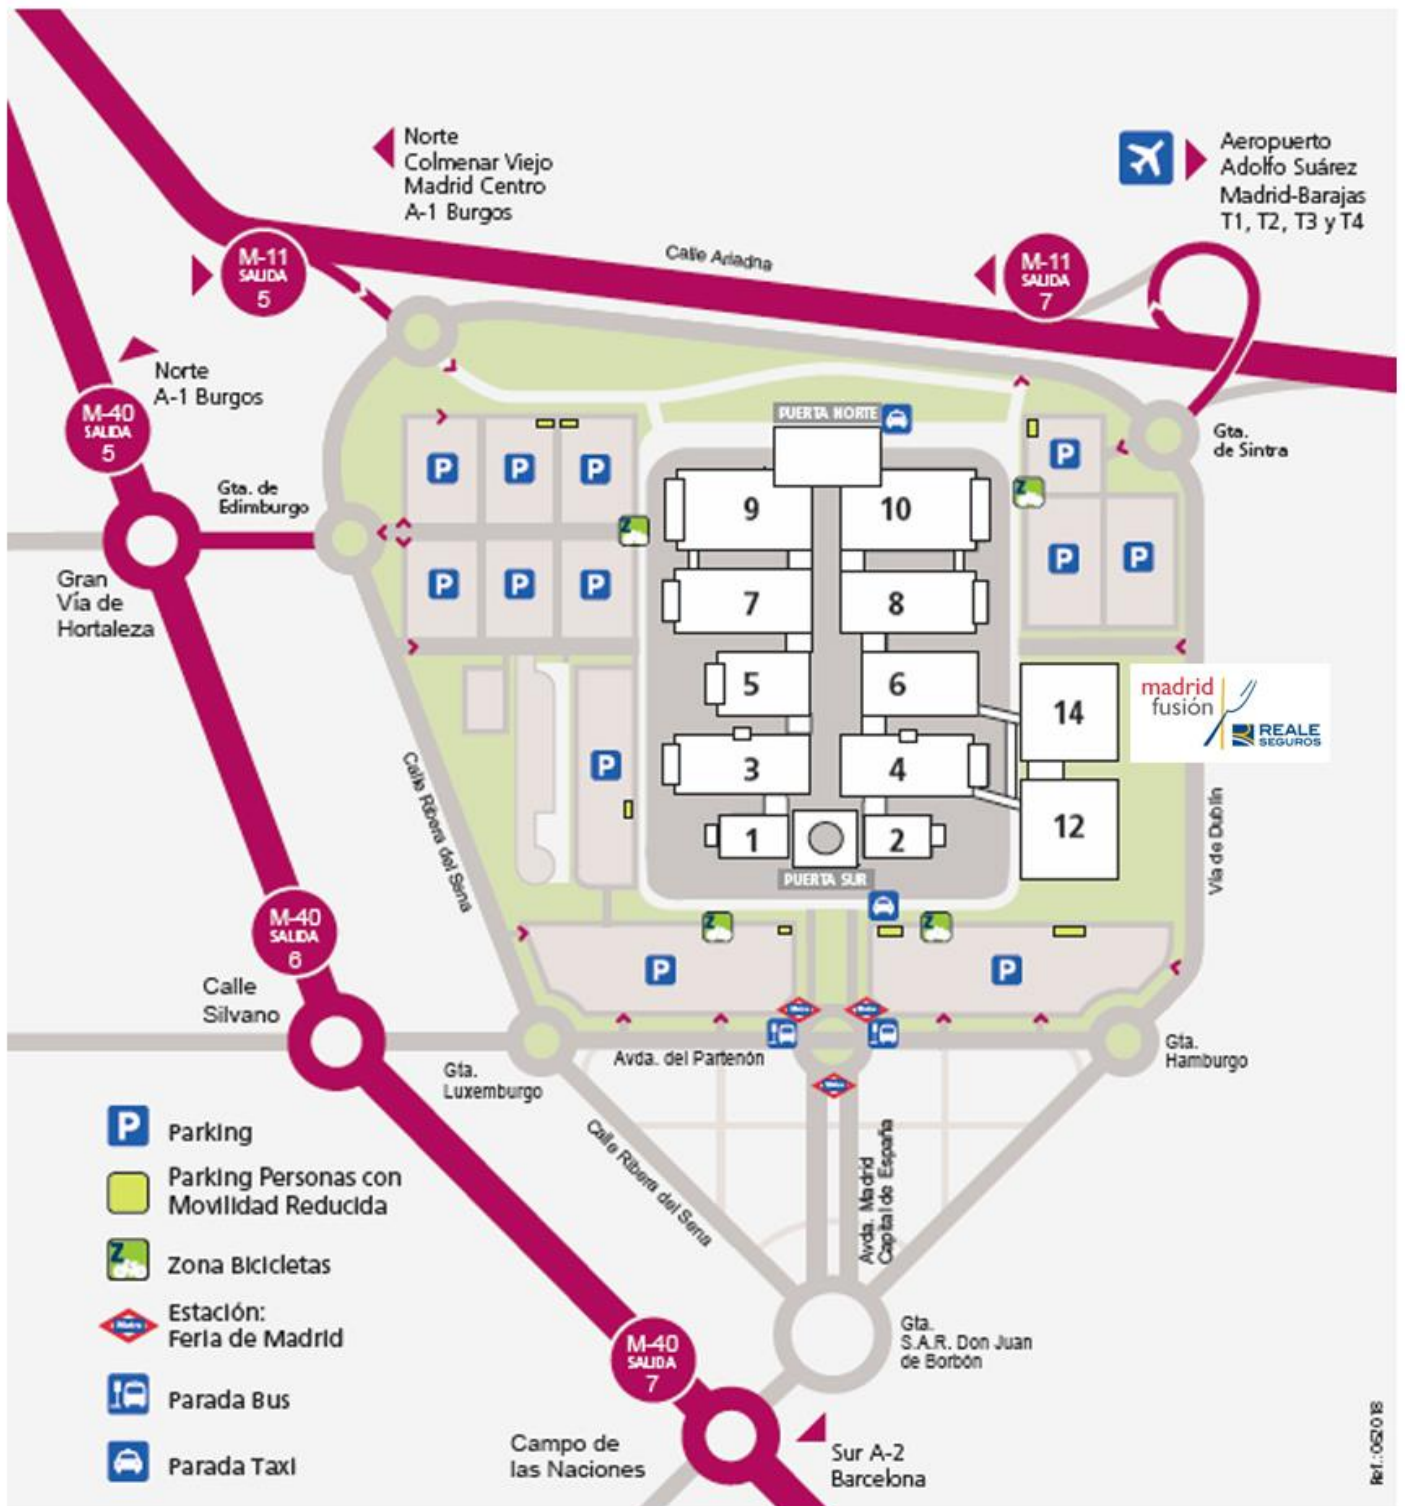 Norte
Colmenar Viejo
Madrid Centro
A-1 Burgos
Aeropuerto
Adolfo Suárez
Madrid-Barajas
T1, T2, T3 y T4
Calle Ariadna
M-11
SALIDA
5
M-11
SALIDA
7
Norte
A-1 Burgos
M-40
SALIDA
5
PUERTA NORTE
Gta.
de Sintra
Gta. de
Edimburgo
Gran
Vía de
Hortaleza
P
P
P
P
P
P
P
P
P
Z
Z
9
10
7
8
5
6
14
3
4
12
1
2
madrid
fusión
REALE
SEGUROS
P
Calle Ribera del Sena
Vía de Dublín
PUERTA SUR
M-40
SALIDA
6
Z
Z
P
P
Calle
Silvano
Metro
Metro
Gta.
Luxemburgo
Avda. del Partenón
Gta.
Hamburgo
Metro
Calle Ribera del Sena
Avda. Madrid
Capital de España
P
Parking
Parking Personas con
Movilidad Reducida
Z
Zona Bicicletas
Metro
Estación:
Feria de Madrid
Parada Bus
Parada Taxi
M-40
SALIDA
7
Gta.
S.A.R. Don Juan
de Borbón
Campo de
las Naciones
Sur A-2
Barcelona
Ref.:062018